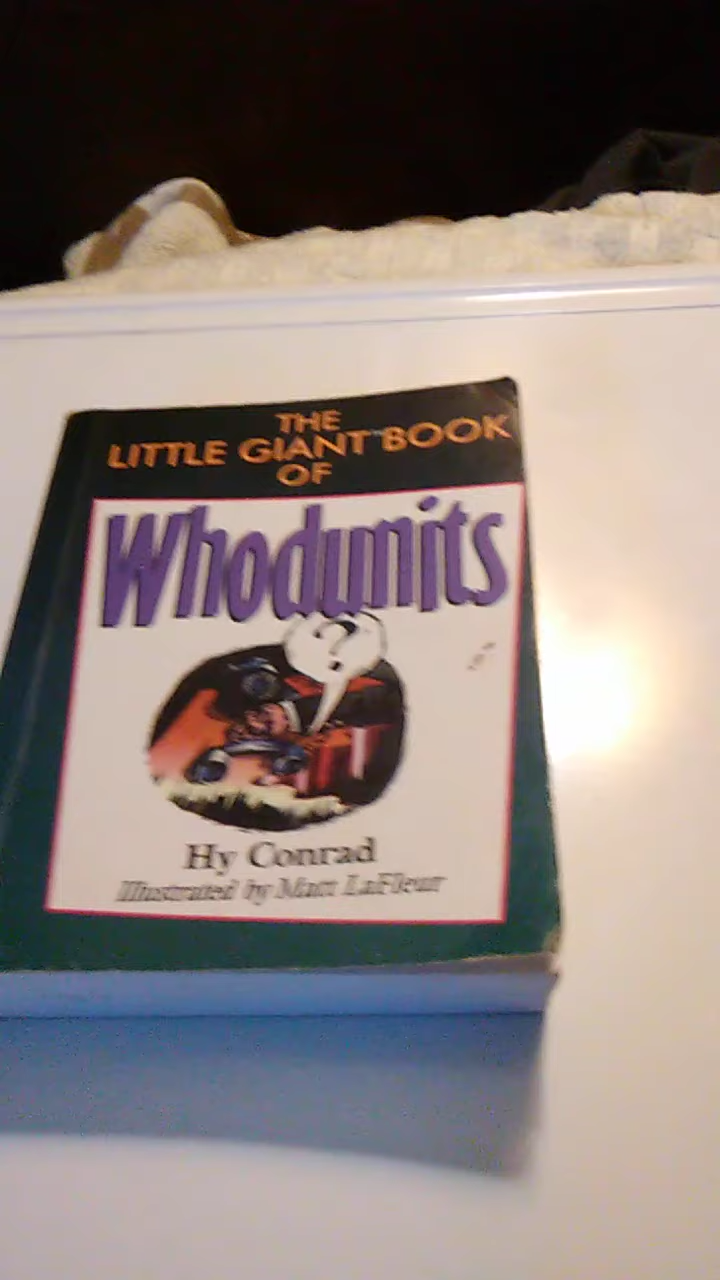 THE
LITTLE GIANT BOOK
OF
Whodunits
?
Hy Conrad
Illustrated by Matt LaFleur